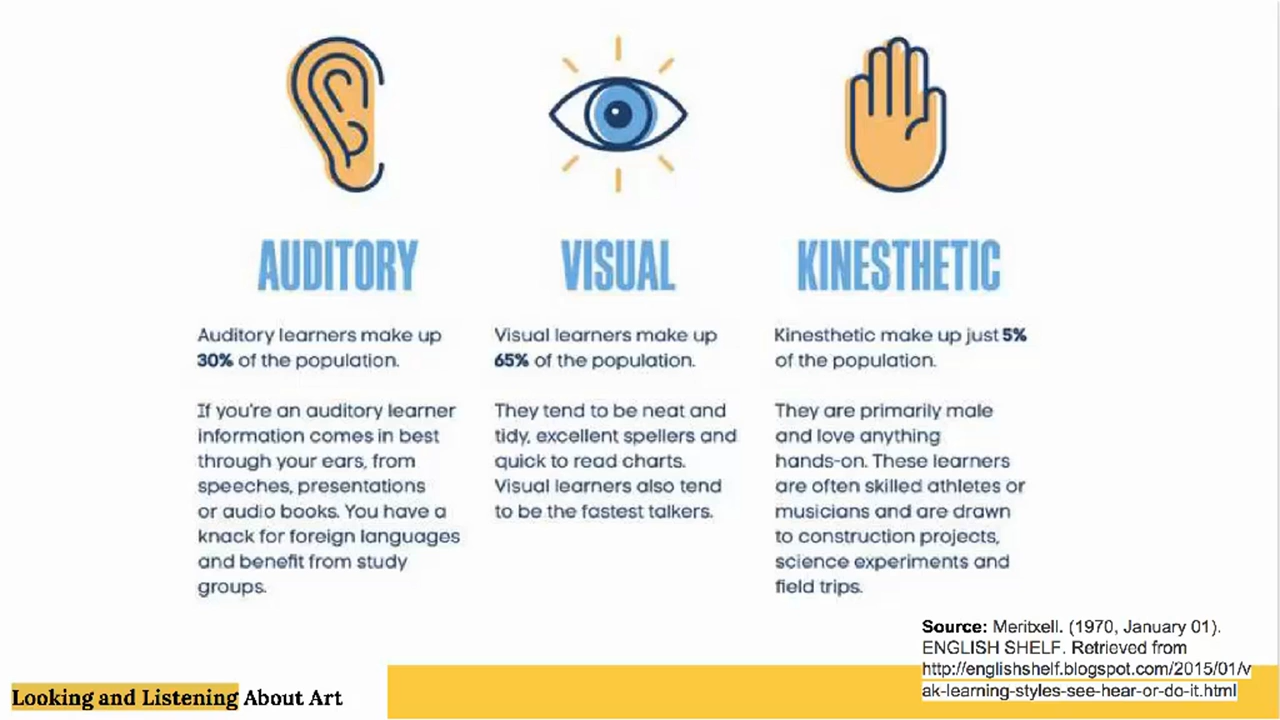 AUDITORY
Auditory learners make up
30% of the population.
If you're an auditory learner
information comes in best
through your ears, from
speeches, presentations
or audio books. You have a
knack for foreign languages
and benefit from study
groups.
VISUAL
Visual learners make up
65% of the population.
They tend to be neat and
tidy, excellent spellers and
quick to read charts.
Visual learners also tend
to be the fastest talkers.
KINESTHETIC
Kinesthetic make up just 5%
of the population.
They are primarily male
and love anything
hands-on. These learners
are often skilled athletes or
musicians and are drawn
to construction projects,
science experiments and
field trips.
Source: Meritxell. (1970, January 01).
ENGLISH SHELF. Retrieved from
http://englishshelf.blogspot.com/2015/01/v
ak-learning-styles-see-hear-or-do-it.html
Looking and Listening About Art